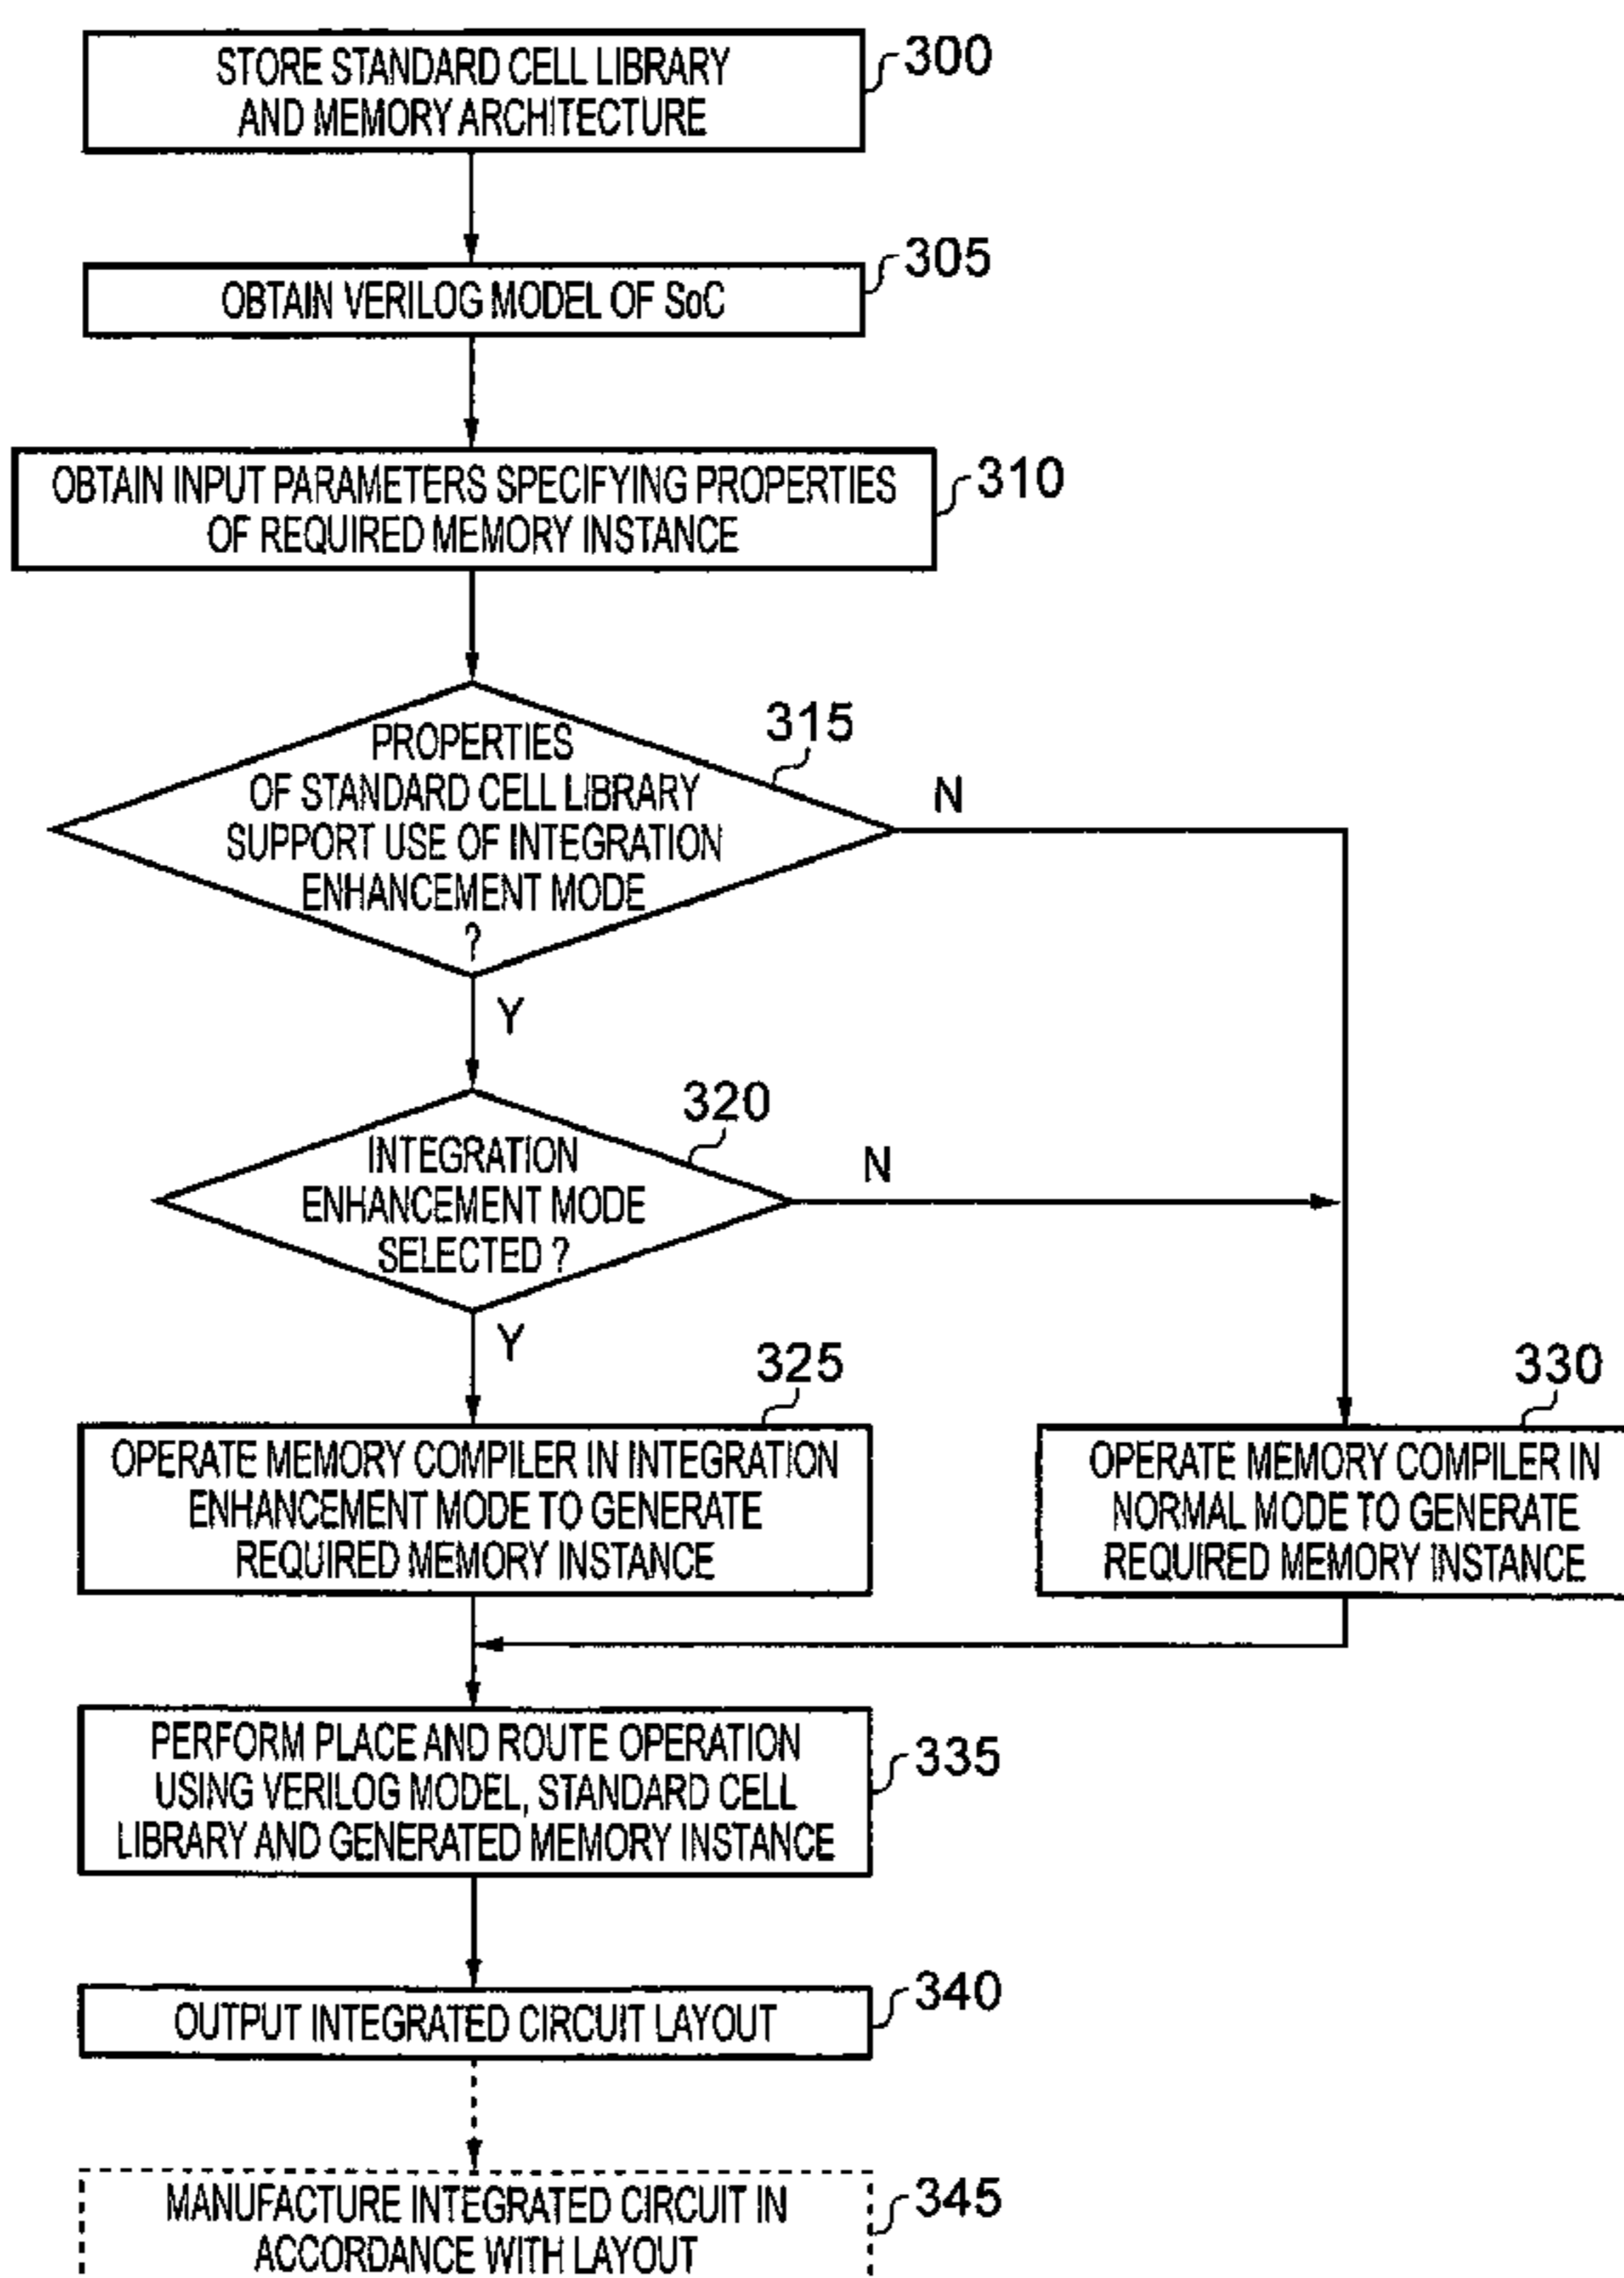 STORE STANDARD CELL LIBRARY
AND MEMORY ARCHITECTURE
300
OBTAIN VERILOG MODEL OF SoC
305
OBTAIN INPUT PARAMETERS SPECIFYING PROPERTIES
OF REQUIRED MEMORY INSTANCE
310
PROPERTIES
OF STANDARD CELL LIBRARY
SUPPORT USE OF INTEGRATION
ENHANCEMENT MODE
?
315
N
Y
INTEGRATION
ENHANCEMENT MODE
SELECTED ?
320
N
Y
OPERATE MEMORY COMPILER IN INTEGRATION
ENHANCEMENT MODE TO GENERATE
REQUIRED MEMORY INSTANCE
325
OPERATE MEMORY COMPILER IN
NORMAL MODE TO GENERATE
REQUIRED MEMORY INSTANCE
330
PERFORM PLACE AND ROUTE OPERATION
USING VERILOG MODEL, STANDARD CELL
LIBRARY AND GENERATED MEMORY INSTANCE
335
OUTPUT INTEGRATED CIRCUIT LAYOUT
340
MANUFACTURE INTEGRATED CIRCUIT IN
ACCORDANCE WITH LAYOUT
345